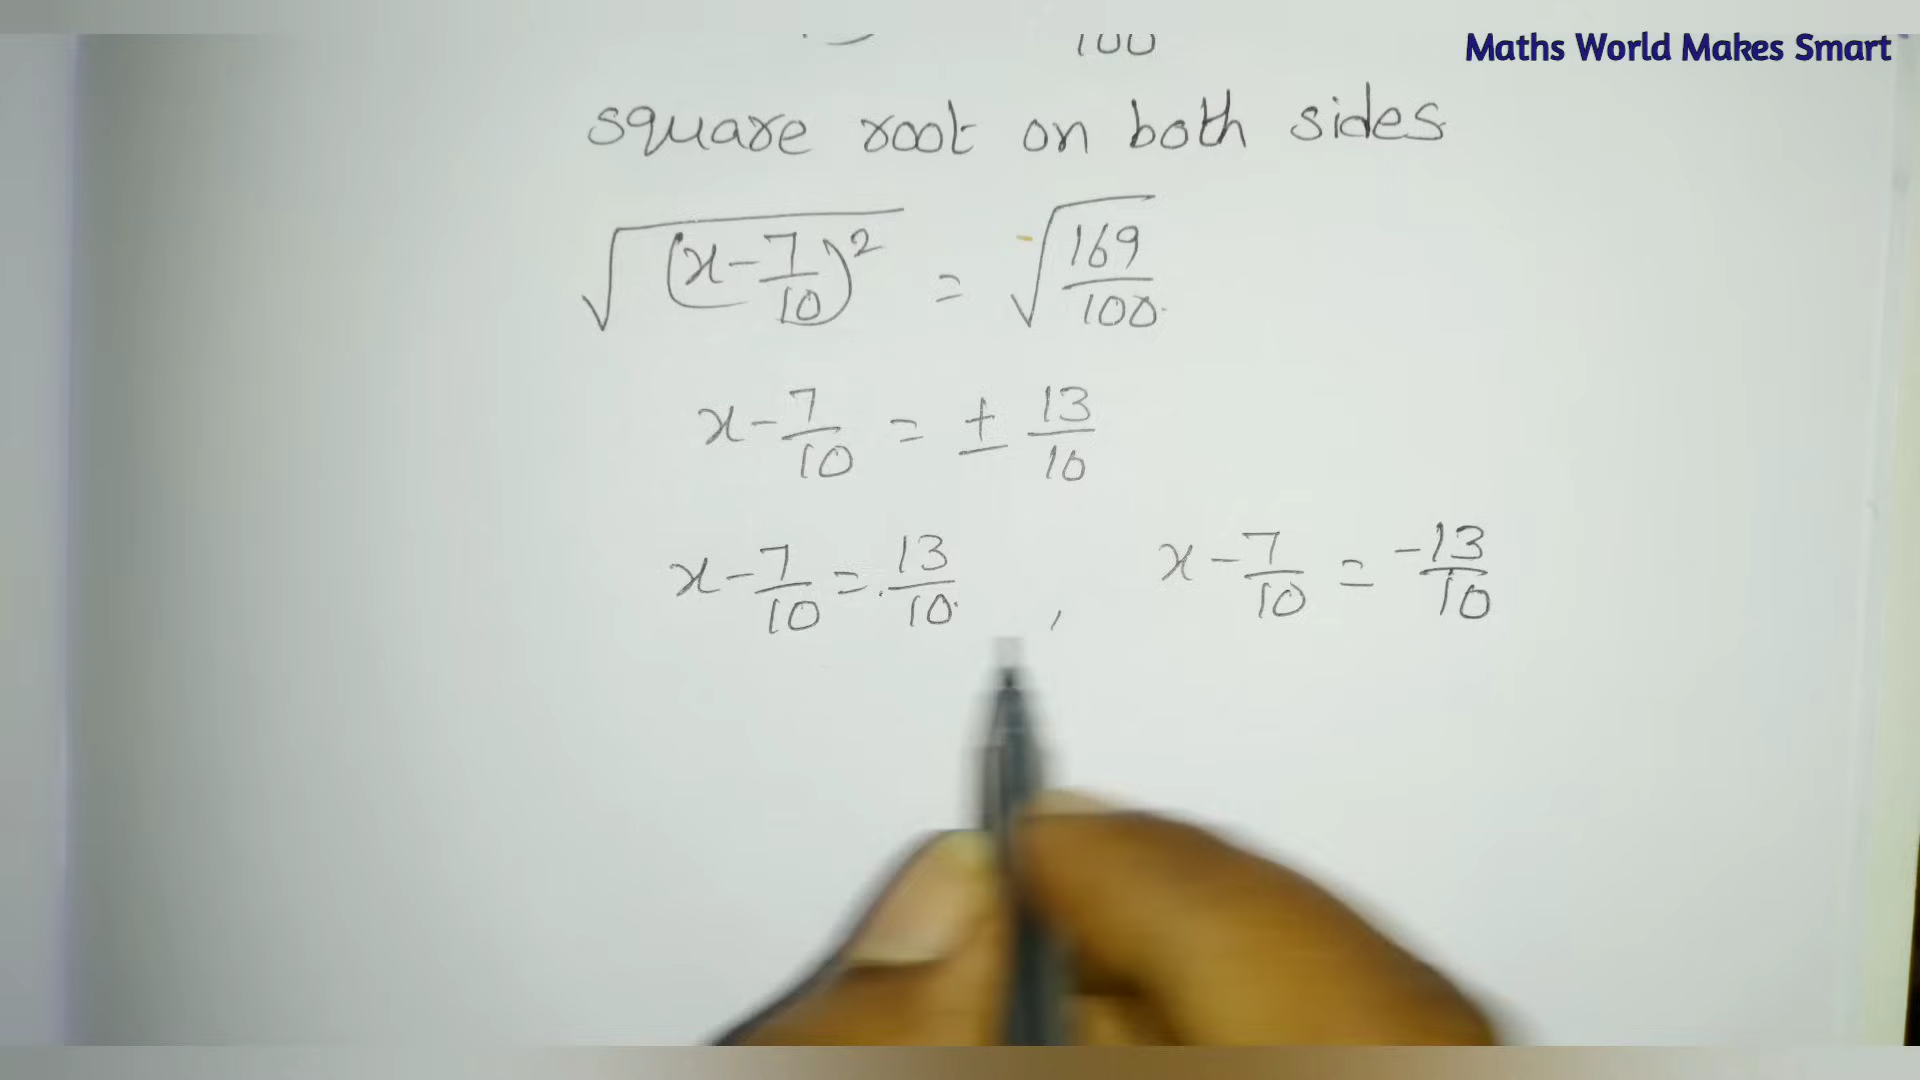 Maths World Makes Smart
100
square root on both sides
√(x - 7/10)² = √169/100
x - 7/10 = ± 13/10
x - 7/10 = 13/10 , x - 7/10 = -13/10